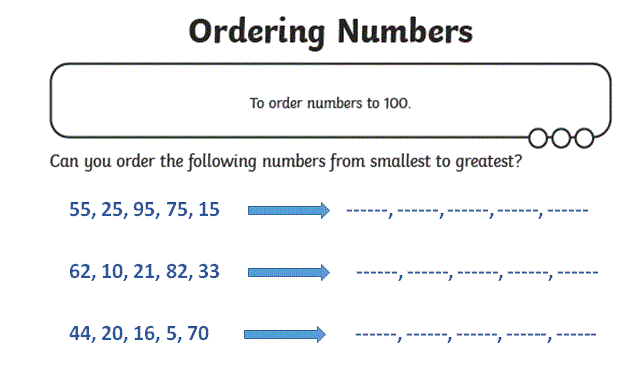 Ordering Numbers
To order numbers to 100.
Can you order the following numbers from smallest to greatest?
55, 25, 95, 75, 15 ------, ------, ------, ------, ------
62, 10, 21, 82, 33 ------, ------, ------, ------, ------
44, 20, 16, 5, 70 ------, ------, ------, ------, ------